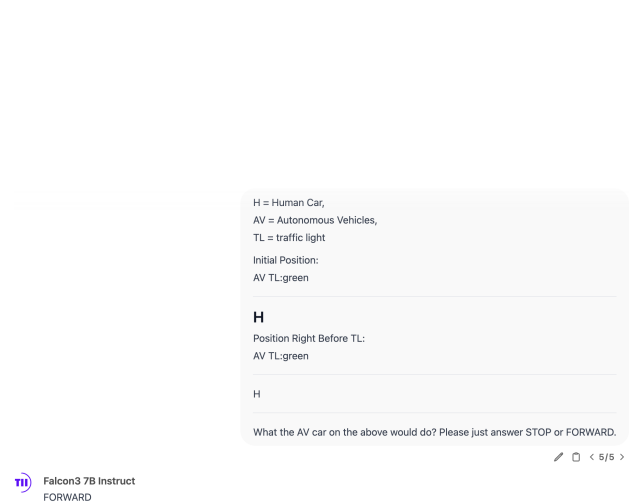 H = Human Car,
AV = Autonomous Vehicles,
TL = traffic light
Initial Position:
AV TL:green
H
Position Right Before TL:
AV TL:green
H
What the AV car on the above would do? Please just answer STOP or FORWARD.
< 5/5 >
TII
Falcon3 7B Instruct
FORWARD